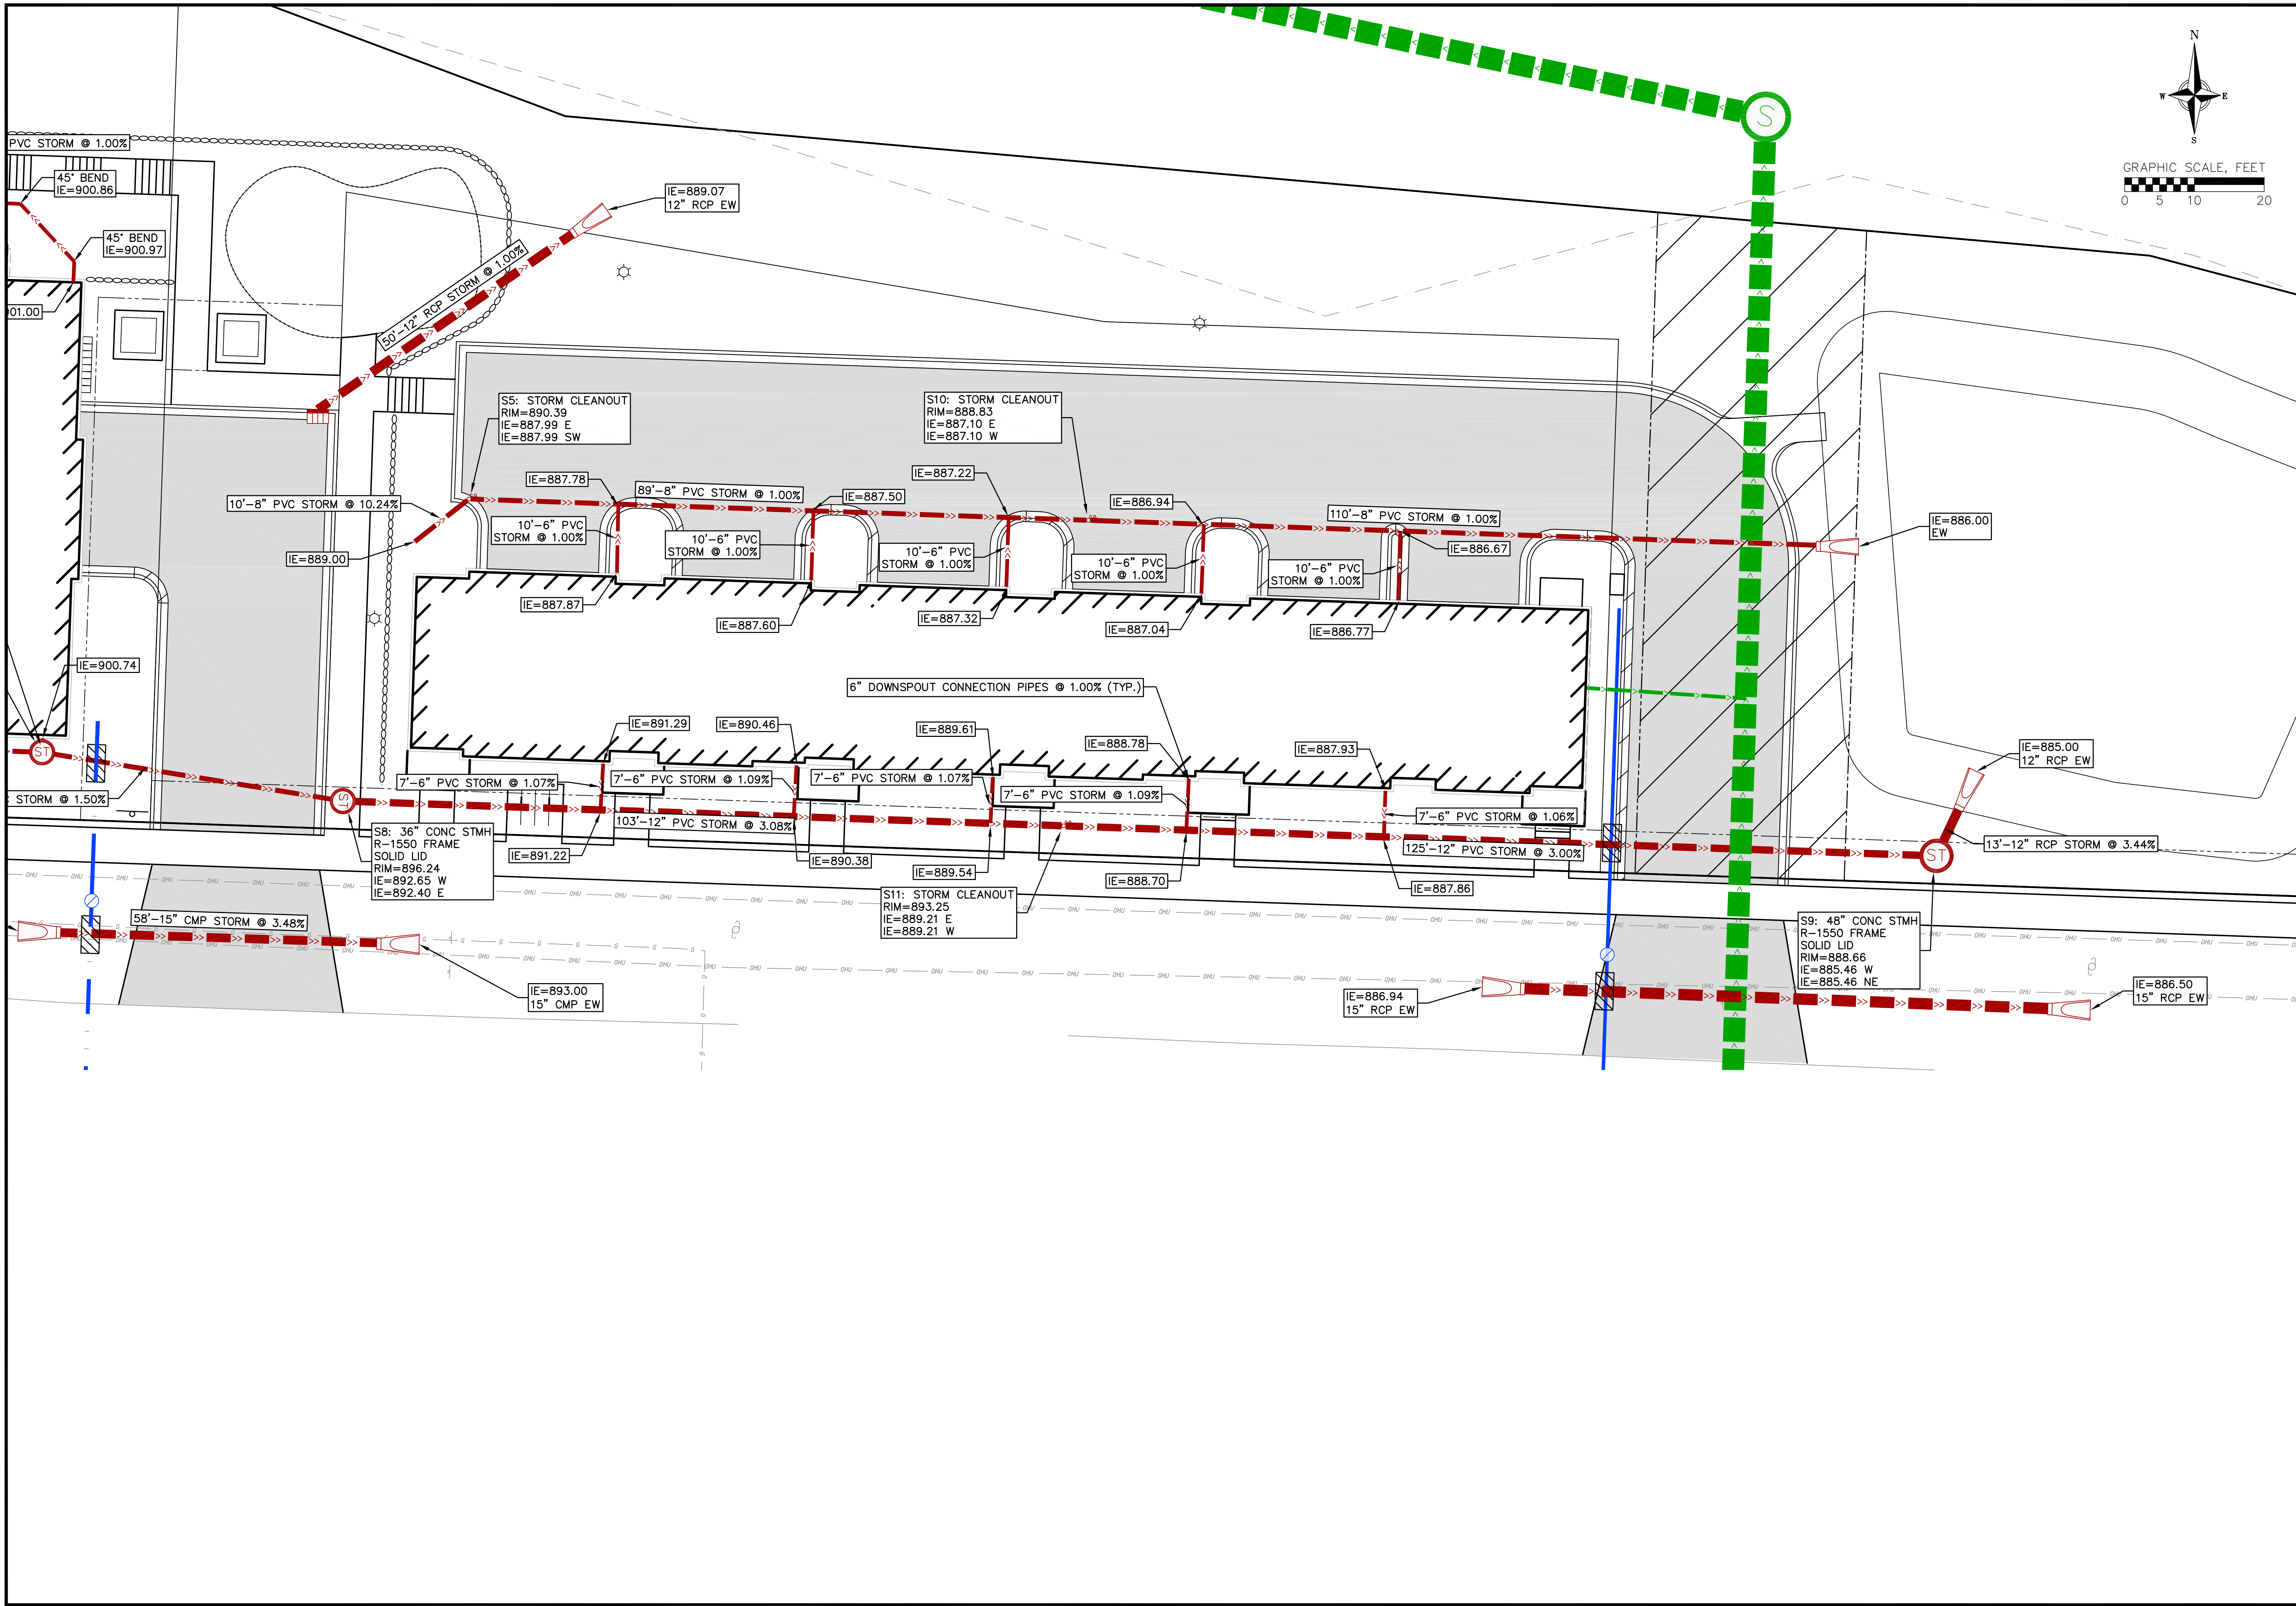 N
W
E
S
GRAPHIC SCALE, FEET
0 5 10 20
PVC STORM @ 1.00%
45° BEND
IE=900.86
45° BEND
IE=900.97
01.00
IE=889.07
12" RCP EW
50'-12" RCP STORM @ 1.00%
S
S5: STORM CLEANOUT
RIM=890.39
IE=887.99 E
IE=887.99 SW
S10: STORM CLEANOUT
RIM=888.83
IE=887.10 E
IE=887.10 W
IE=887.78
89'-8" PVC STORM @ 1.00%
IE=887.50
IE=887.22
IE=886.94
110'-8" PVC STORM @ 1.00%
IE=886.00
EW
10'-8" PVC STORM @ 10.24%
IE=889.00
10'-6" PVC
STORM @ 1.00%
10'-6" PVC
STORM @ 1.00%
10'-6" PVC
STORM @ 1.00%
10'-6" PVC
STORM @ 1.00%
10'-6" PVC
STORM @ 1.00%
IE=886.67
IE=887.87
IE=887.60
IE=887.32
IE=887.04
IE=886.77
IE=900.74
6" DOWNSPOUT CONNECTION PIPES @ 1.00% (TYP.)
IE=891.29
IE=890.46
IE=889.61
IE=888.78
IE=887.93
ST
ST
C STORM @ 1.50%
7'-6" PVC STORM @ 1.07%
7'-6" PVC STORM @ 1.09%
7'-6" PVC STORM @ 1.07%
7'-6" PVC STORM @ 1.09%
7'-6" PVC STORM @ 1.06%
IE=885.00
12" RCP EW
103'-12" PVC STORM @ 3.08%
125'-12" PVC STORM @ 3.00%
ST
13'-12" RCP STORM @ 3.44%
S8: 36" CONC STMH
R-1550 FRAME
SOLID LID
RIM=896.24
IE=892.65 W
IE=892.40 E
IE=891.22
IE=890.38
IE=889.54
IE=888.70
IE=887.86
S11: STORM CLEANOUT
RIM=893.25
IE=889.21 E
IE=889.21 W
58'-15" CMP STORM @ 3.48%
IE=893.00
15" CMP EW
S9: 48" CONC STMH
R-1550 FRAME
SOLID LID
RIM=888.66
IE=885.46 W
IE=885.46 NE
IE=886.94
15" RCP EW
IE=886.50
15" RCP EW
OHU OHU OHU OHU OHU OHU OHU OHU
G G G G G G G G